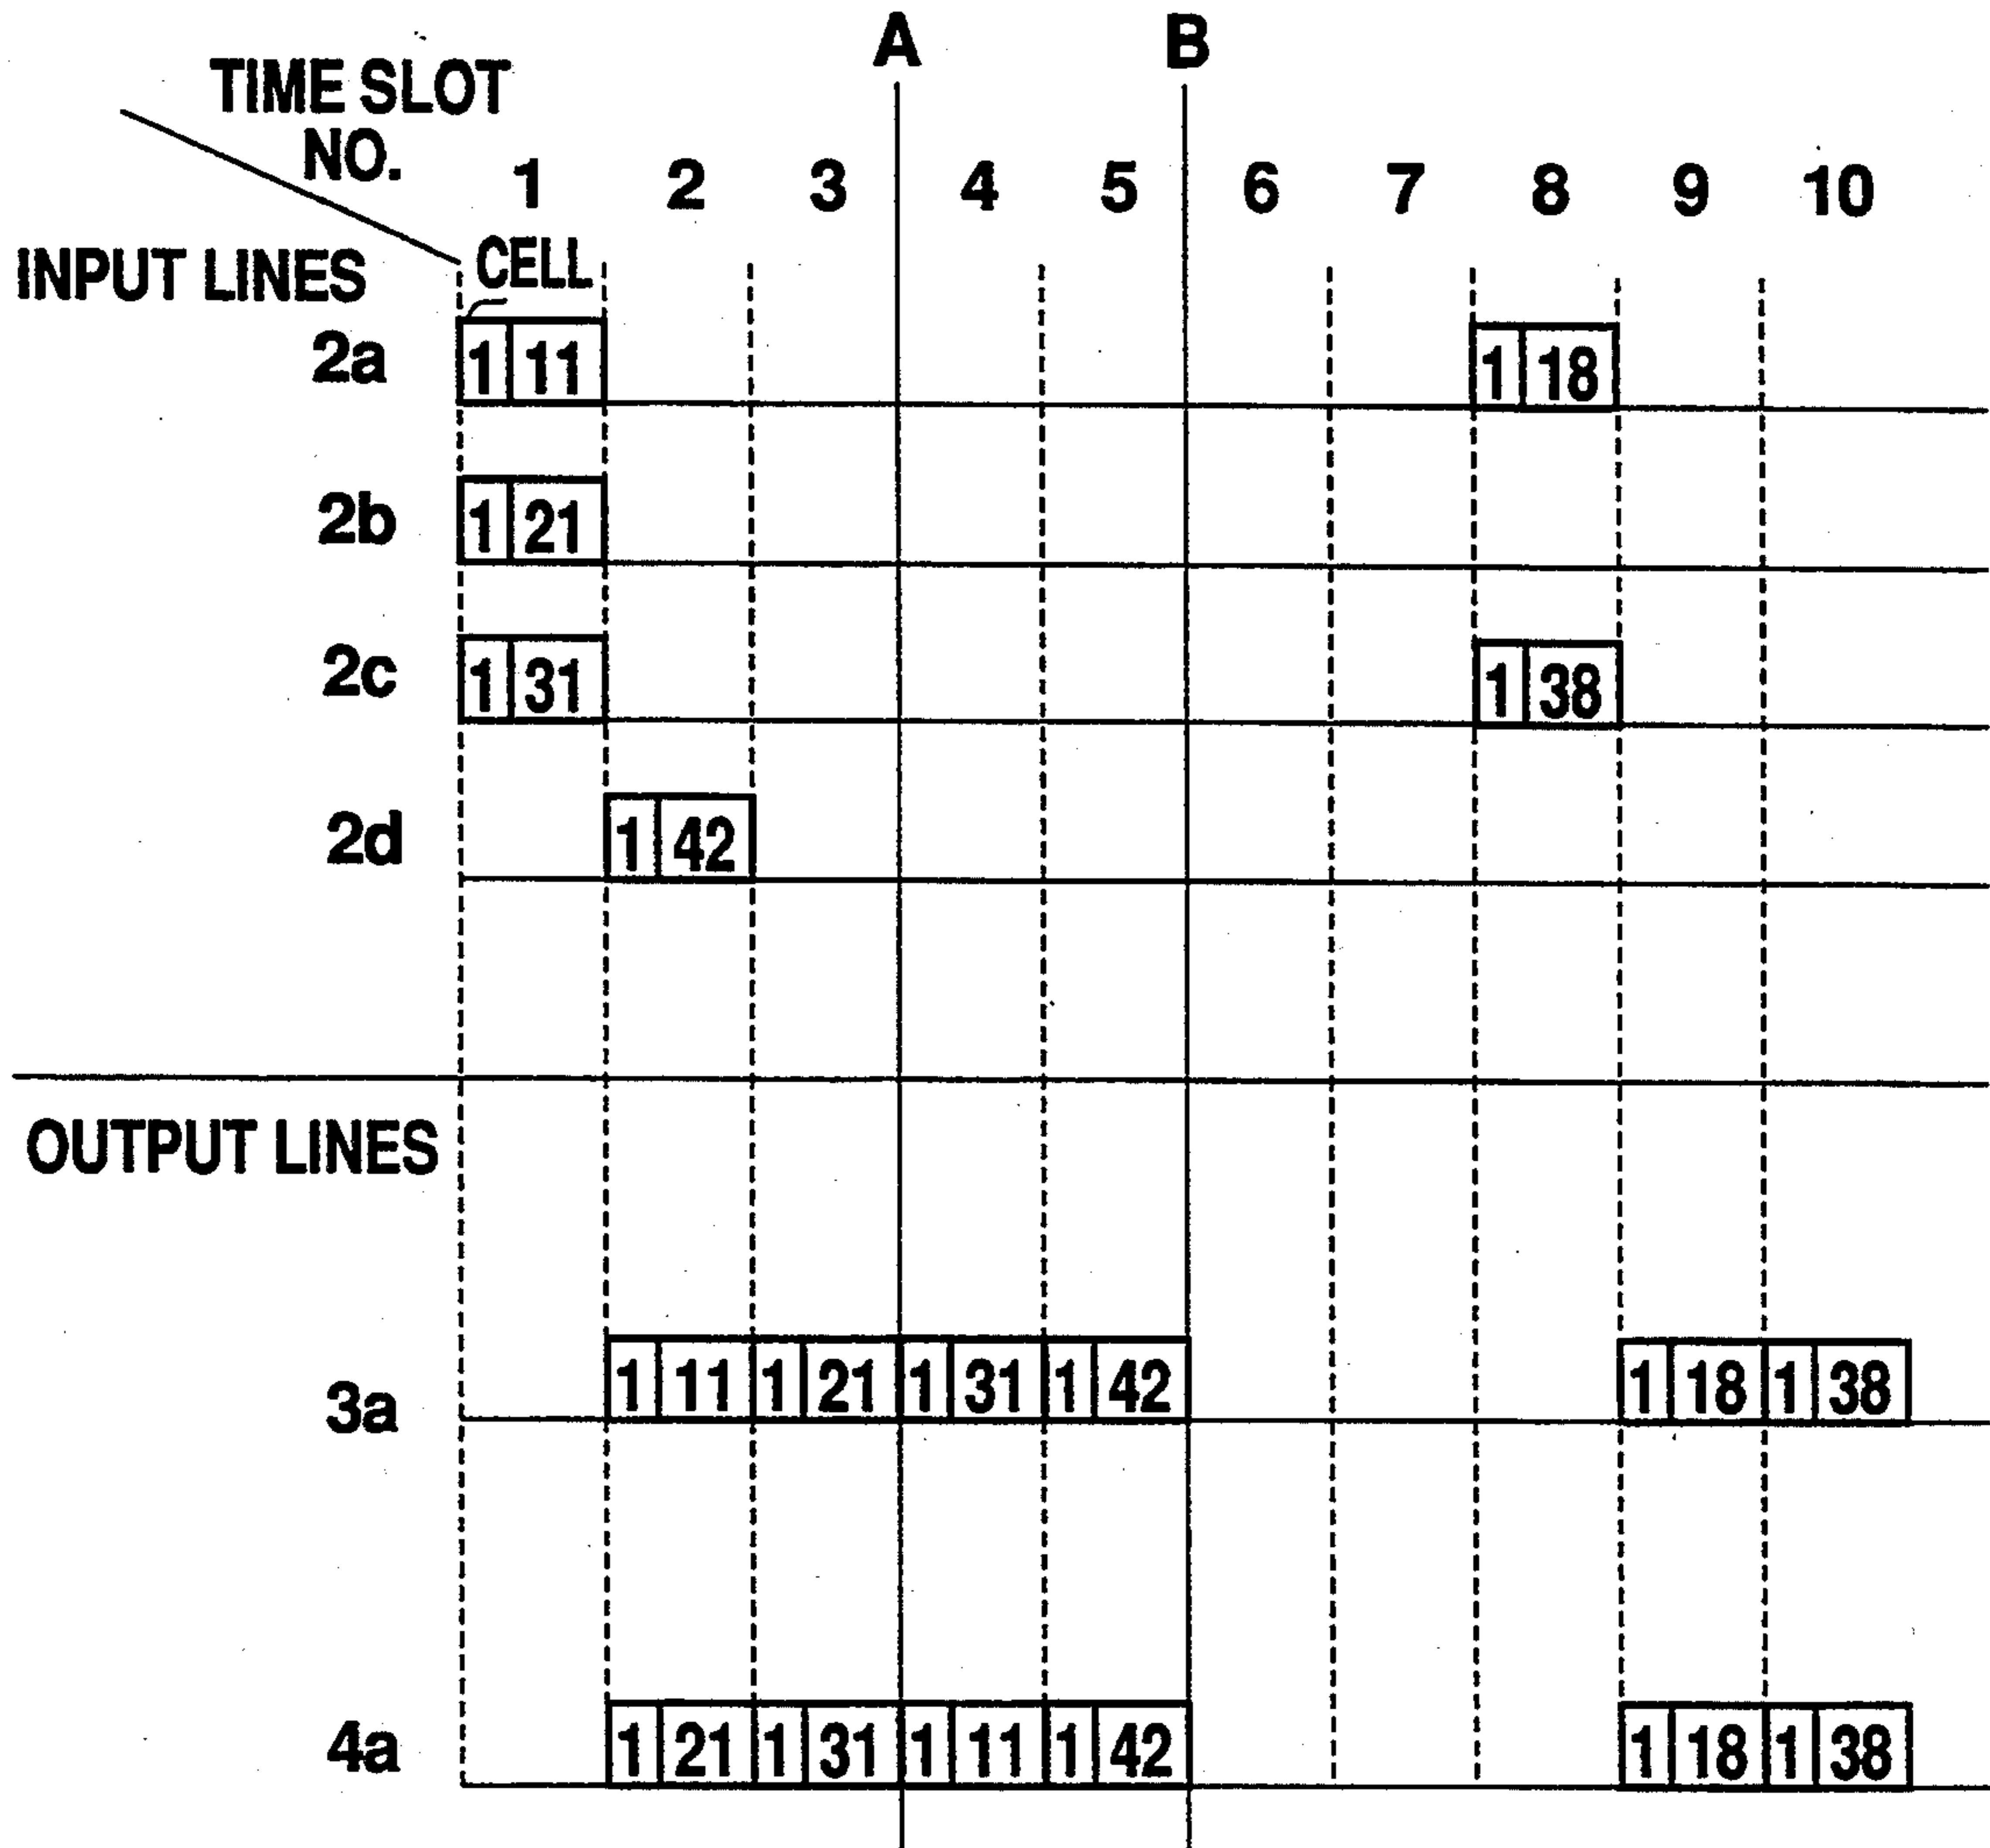 A B
TIME SLOT
NO. 1 2 3 4 5 6 7 8 9 10
INPUT LINES CELL
2a 1 11 1 18
2b 1 21
2c 1 31 1 38
2d 1 42
OUTPUT LINES
3a 1 11 1 21 1 31 1 42 1 18 1 38
4a 1 21 1 31 1 11 1 42 1 18 1 38